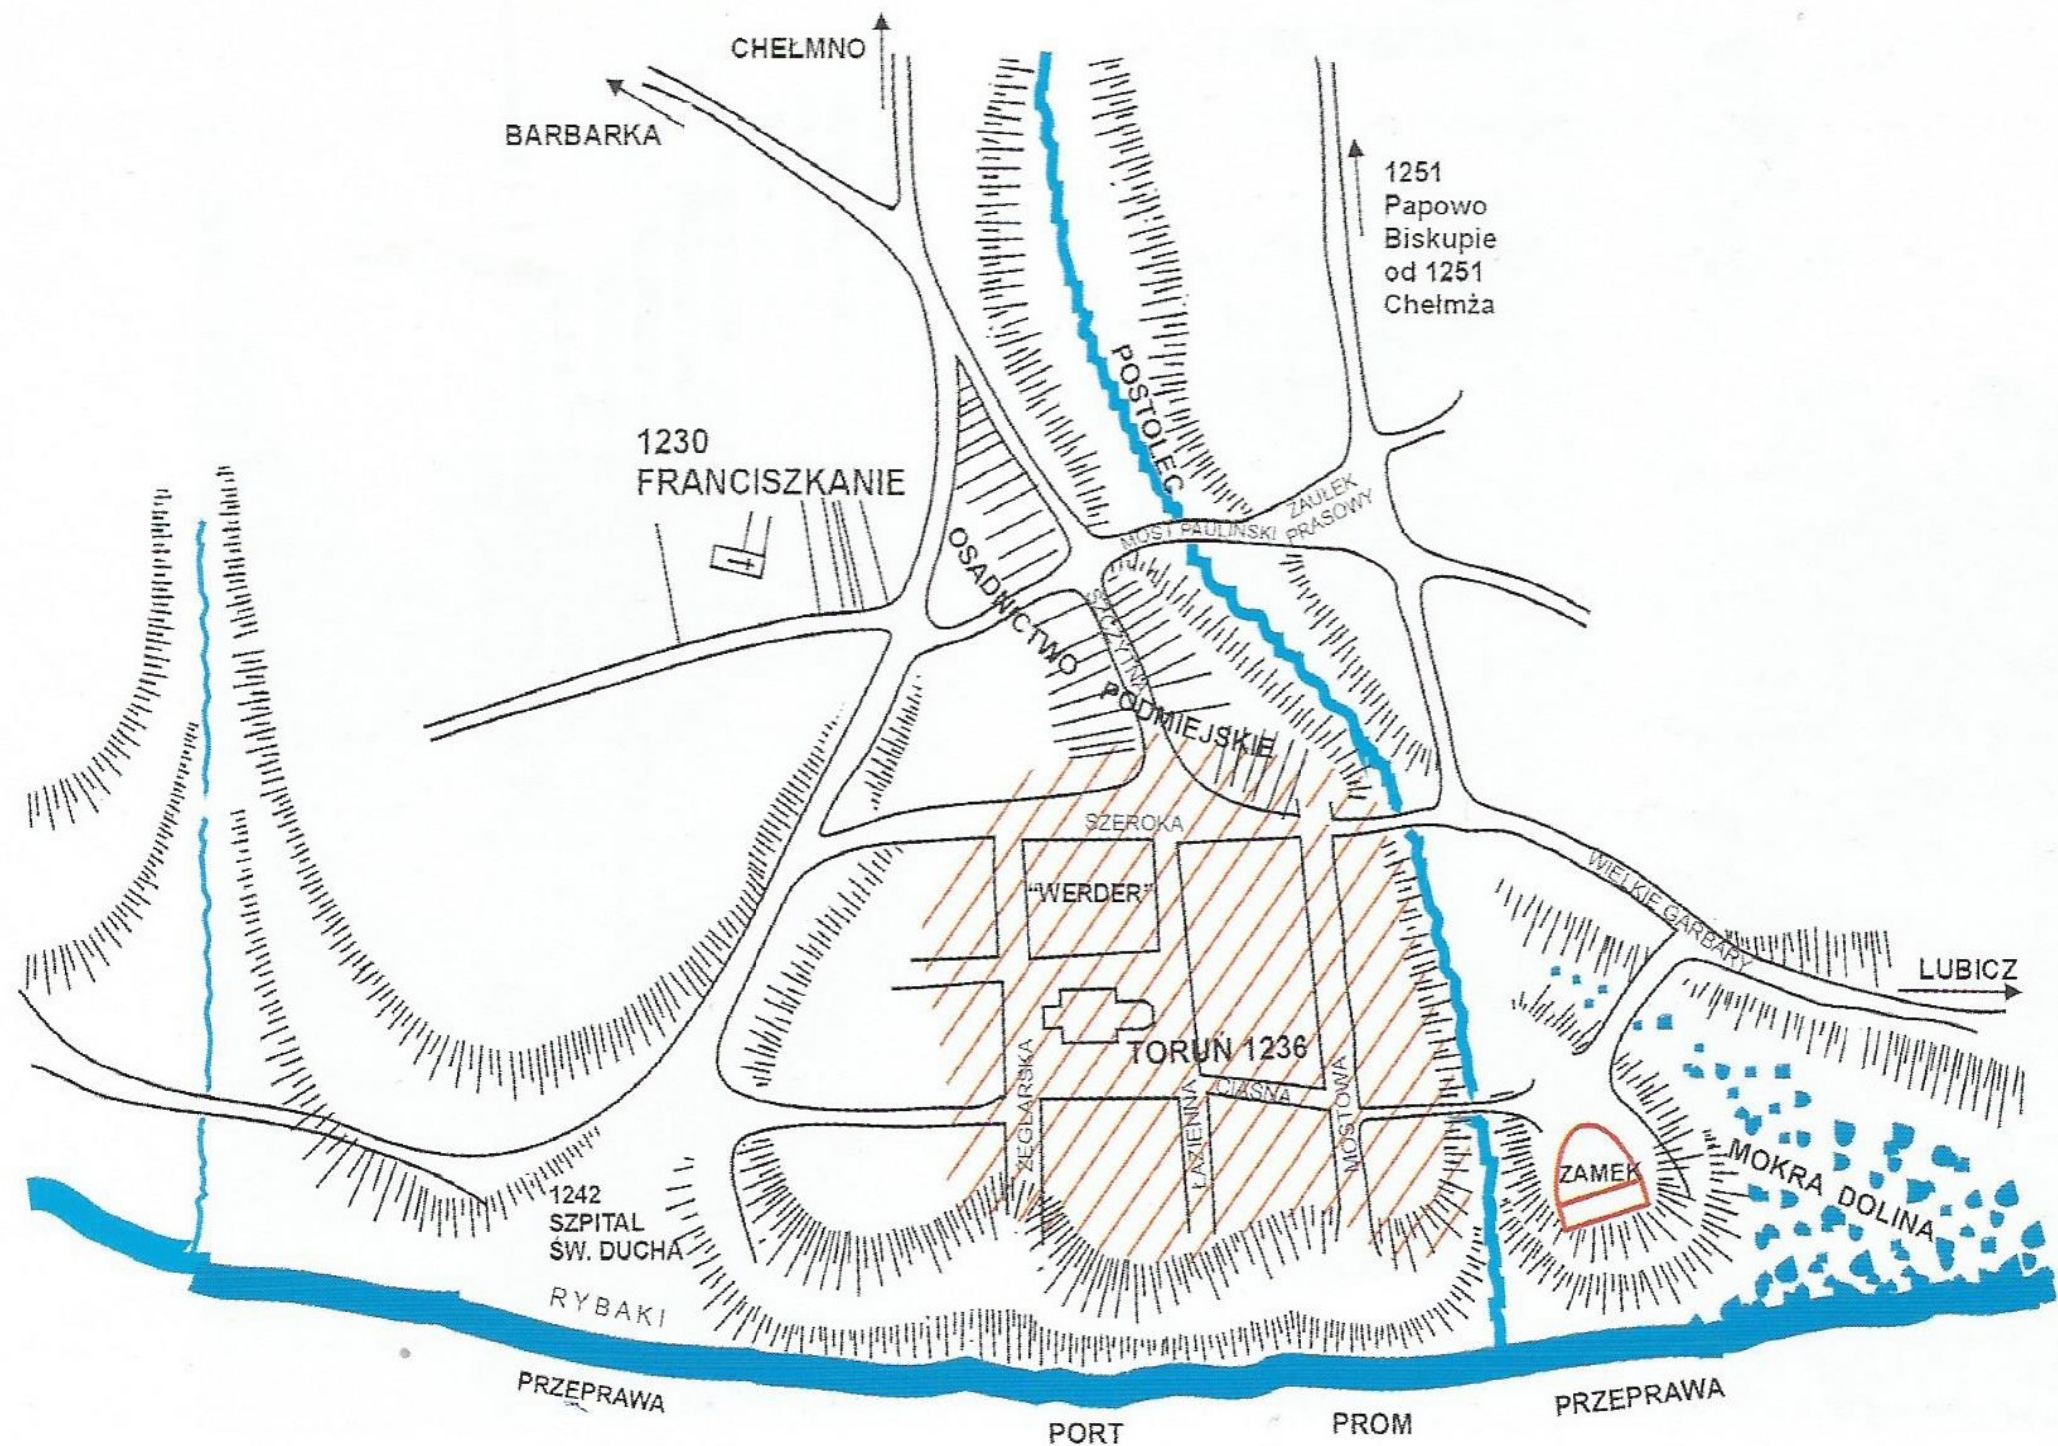 CHEŁMNO
BARBARKA
1251
Papowo
Biskupie
od 1251
Chełmża
POSTOLEC
1230
FRANCISZKANIE
ZAUŁEK
PRASOWY
MOST PAULIŃSKI
OSADNICTWO
SZCZYTNA
PODMIEJSKIE
SZEROKA
"WERDER"
WIELKIE GARBARY
LUBICZ
TORUŃ 1236
ŻEGLARSKA
ŁAZIENNA
CIASNA
MOSTOWA
ZAMEK
MOKRA DOLINA
1242
SZPITAL
ŚW. DUCHA
RYBAKI
PRZEPRAWA
PORT
PROM
PRZEPRAWA